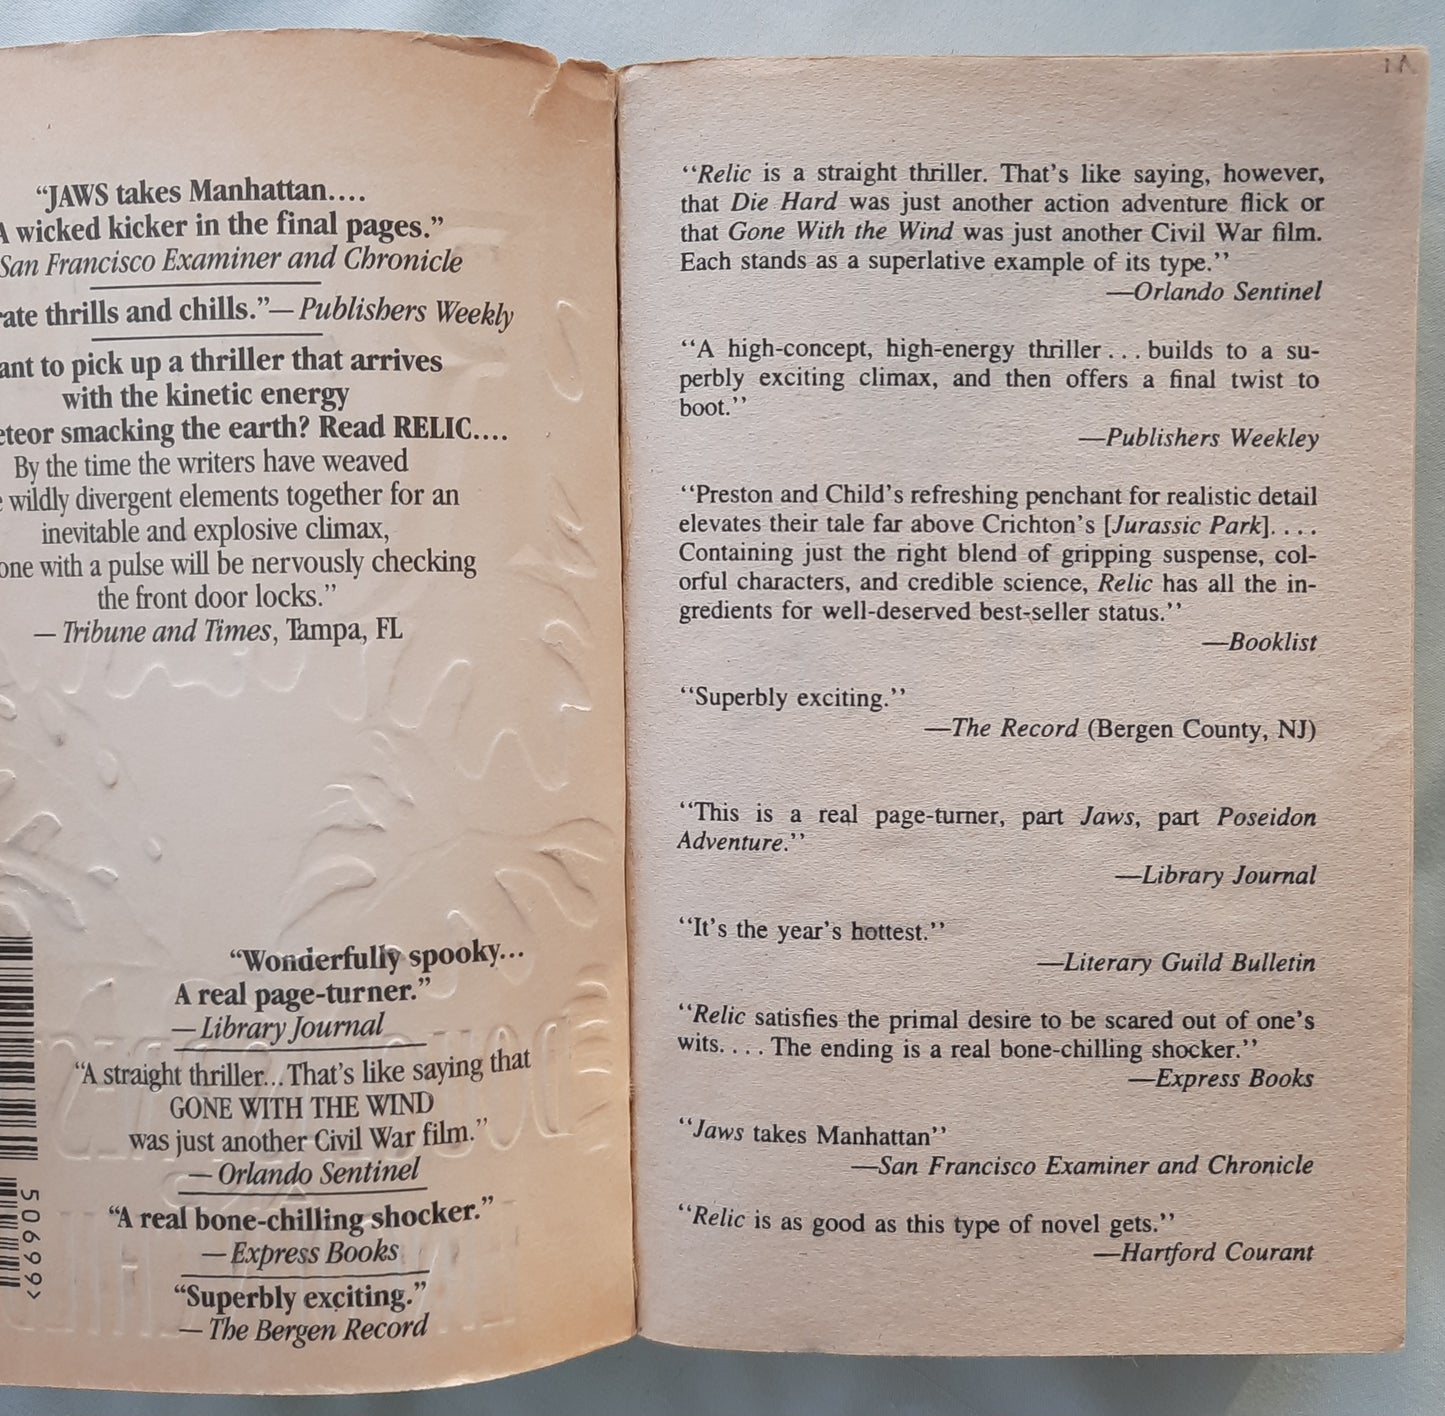 “JAWS takes Manhattan....
A wicked kicker in the final pages.”
San Francisco Examiner and Chronicle
thrills and chills.”—Publishers Weekly
to pick up a thriller that arrives
with the kinetic energy
smacking the earth? Read RELIC....
By the time the writers have weaved
wildly divergent elements together for an
inevitable and explosive climax,
with a pulse will be nervously checking
the front door locks.”
— Tribune and Times, Tampa, FL
“Wonderfully spooky...
A real page-turner.”
— Library Journal
“A straight thriller...That’s like saying that
GONE WITH THE WIND
was just another Civil War film.”
— Orlando Sentinel
“A real bone-chilling shocker.”
— Express Books
“Superbly exciting.”
— The Bergen Record
50699>
“Relic is a straight thriller. That’s like saying, however,
that Die Hard was just another action adventure flick or
that Gone With the Wind was just another Civil War film.
Each stands as a superlative example of its type.”
—Orlando Sentinel
“A high-concept, high-energy thriller . . . builds to a su-
perbly exciting climax, and then offers a final twist to
boot.”
—Publishers Weekley
“Preston and Child’s refreshing penchant for realistic detail
elevates their tale far above Crichton’s [Jurassic Park]. . . .
Containing just the right blend of gripping suspense, col-
orful characters, and credible science, Relic has all the in-
gredients for well-deserved best-seller status.”
—Booklist
“Superbly exciting.”
—The Record (Bergen County, NJ)
“This is a real page-turner, part Jaws, part Poseidon
Adventure.”
—Library Journal
“It’s the year’s hottest.”
—Literary Guild Bulletin
“Relic satisfies the primal desire to be scared out of one’s
wits. . . . The ending is a real bone-chilling shocker.”
—Express Books
“Jaws takes Manhattan”
—San Francisco Examiner and Chronicle
“Relic is as good as this type of novel gets.”
—Hartford Courant